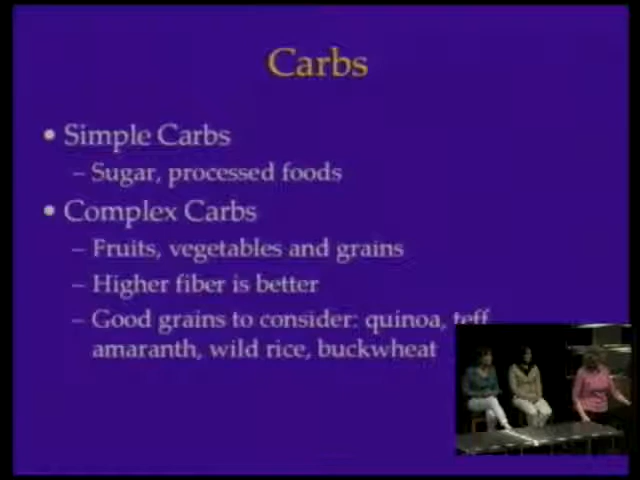 Carbs
• Simple Carbs
– Sugar, processed foods
• Complex Carbs
– Fruits, vegetables and grains
– Higher fiber is better
– Good grains to consider: quinoa, teff
amaranth, wild rice, buckwheat